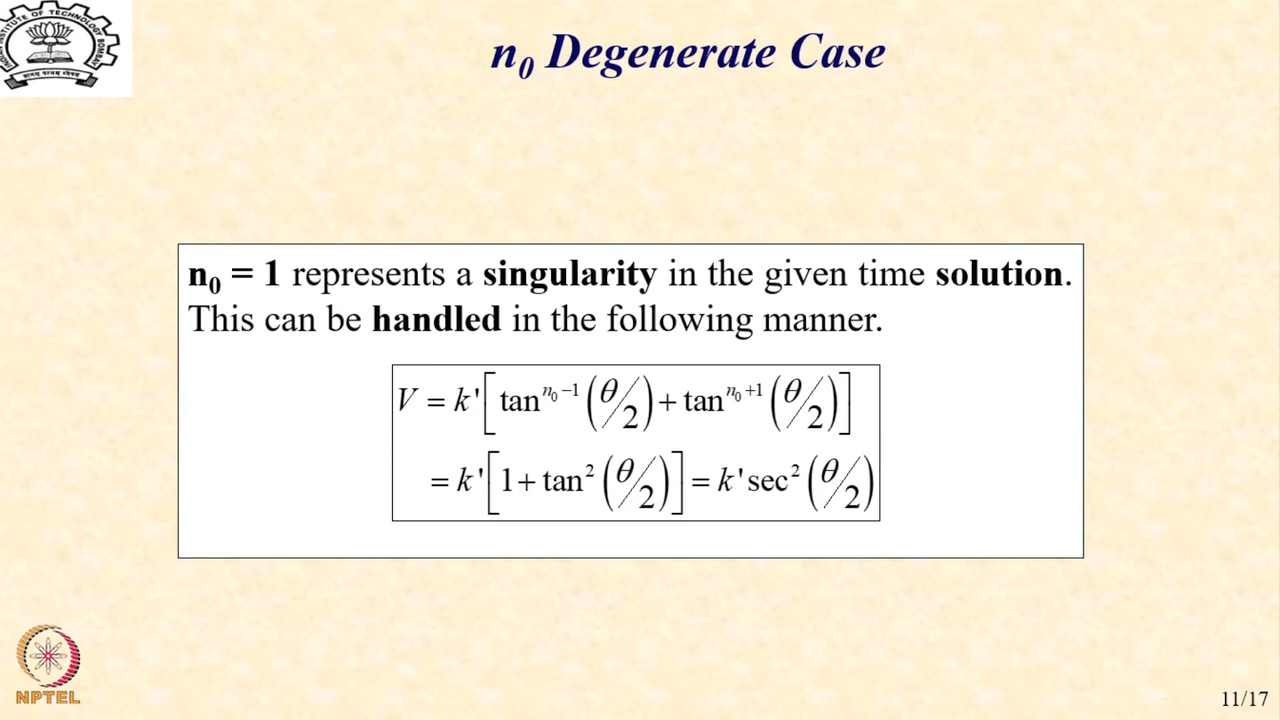 n₀ Degenerate Case
n₀ = 1 represents a singularity in the given time solution.
This can be handled in the following manner.
V = k'[tan^{n₀−1}(θ/2) + tan^{n₀+1}(θ/2)]
= k'[1 + tan²(θ/2)] = k' sec²(θ/2)
NPTEL
11/17